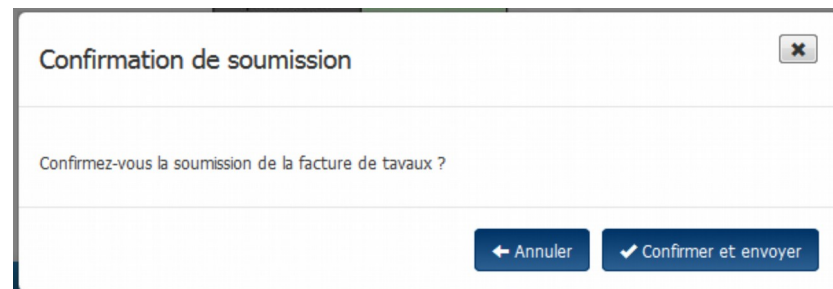 Confirmation de soumission
Confirmez-vous la soumission de la facture de tavaux ?
Annuler
Confirmer et envoyer